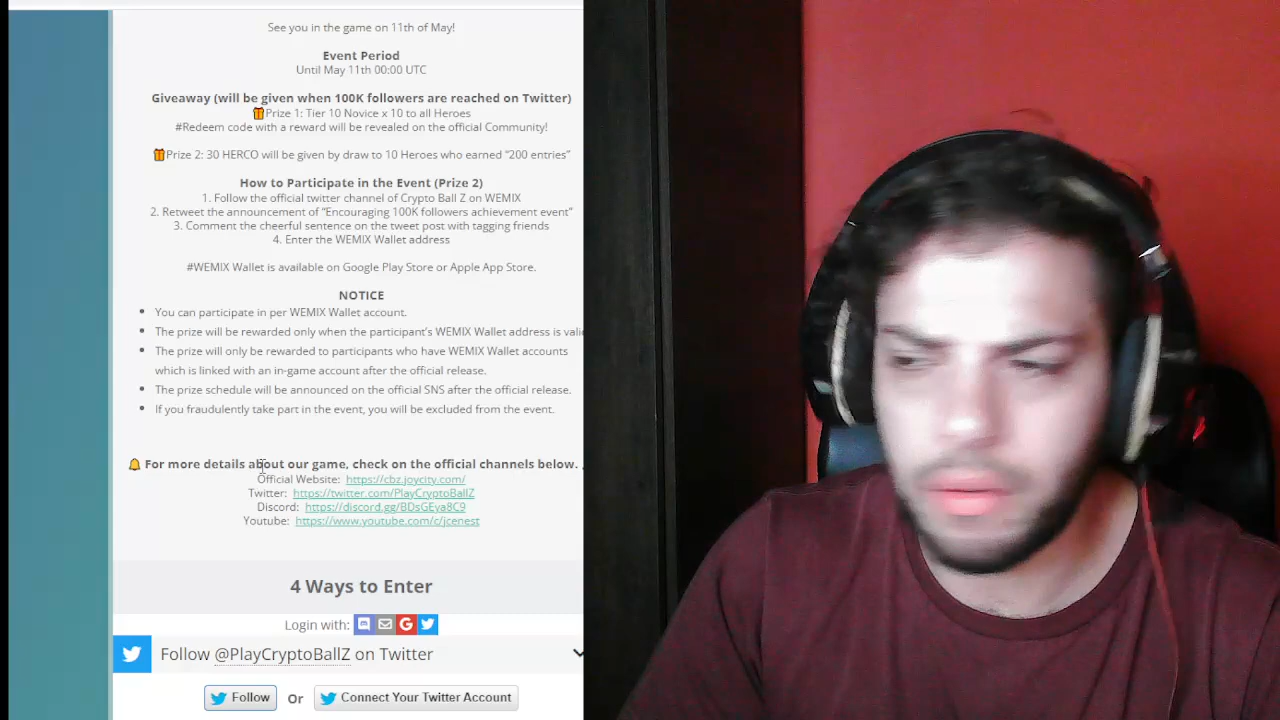 See you in the game on 11th of May!
Event Period
Until May 11th 00:00 UTC
Giveaway (will be given when 100K followers are reached on Twitter)
🎁Prize 1: Tier 10 Novice x 10 to all Heroes
#Redeem code with a reward will be revealed on the official Community!
🎁Prize 2: 30 HERCO will be given by draw to 10 Heroes who earned “200 entries”
How to Participate in the Event (Prize 2)
1. Follow the official twitter channel of Crypto Ball Z on WEMIX
2. Retweet the announcement of “Encouraging 100K followers achievement event”
3. Comment the cheerful sentence on the tweet post with tagging friends
4. Enter the WEMIX Wallet address
#WEMIX Wallet is available on Google Play Store or Apple App Store.
NOTICE
• You can participate in per WEMIX Wallet account.
• The prize will be rewarded only when the participant’s WEMIX Wallet address is
• The prize will only be rewarded to participants who have WEMIX Wallet accounts
which is linked with an in-game account after the official release.
• The prize schedule will be announced on the official SNS after the official release.
• If you fraudulently take part in the event, you will be excluded from the event.
🔔 For more details about our game, check on the official channels below.
Official Website: https://cbz.joycity.com/
Twitter: https://twitter.com/PlayCryptoBallZ
Discord: https://discord.gg/BDsGEya8C9
Youtube: https://www.youtube.com/c/jcenest
4 Ways to Enter
Login with:
Follow @PlayCryptoBallZ on Twitter
Follow Or Connect Your Twitter Account